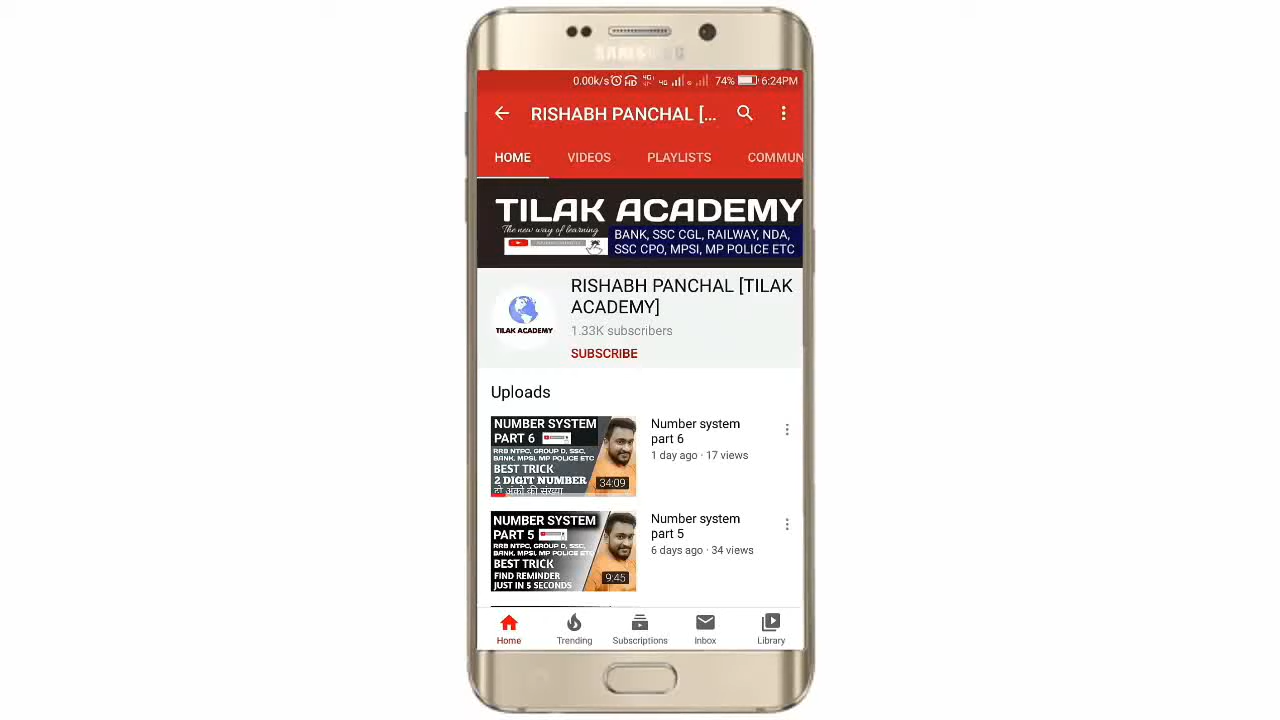 SAMSUNG
0.00k/s HD 4G 4G 74% 6:24PM
RISHABH PANCHAL [...
HOME VIDEOS PLAYLISTS COMMUN
TILAK ACADEMY
The new way of learning
BANK, SSC CGL, RAILWAY, NDA,
SSC CPO, MPSI, MP POLICE ETC
RISHABH PANCHAL [TILAK
ACADEMY]
1.33K subscribers
TILAK ACADEMY
SUBSCRIBE
Uploads
NUMBER SYSTEM
PART 6
RRB NTPC, GROUP D, SSC,
BANK, MPSI, MP POLICE ETC
BEST TRICK
2 DIGIT NUMBER
दो अंको की संख्या
34:09
Number system
part 6
1 day ago · 17 views
NUMBER SYSTEM
PART 5
RRB NTPC, GROUP D, SSC,
BANK, MPSI, MP POLICE ETC
BEST TRICK
FIND REMINDER
JUST IN 5 SECONDS
9:45
Number system
part 5
6 days ago · 34 views
Home Trending Subscriptions Inbox Library